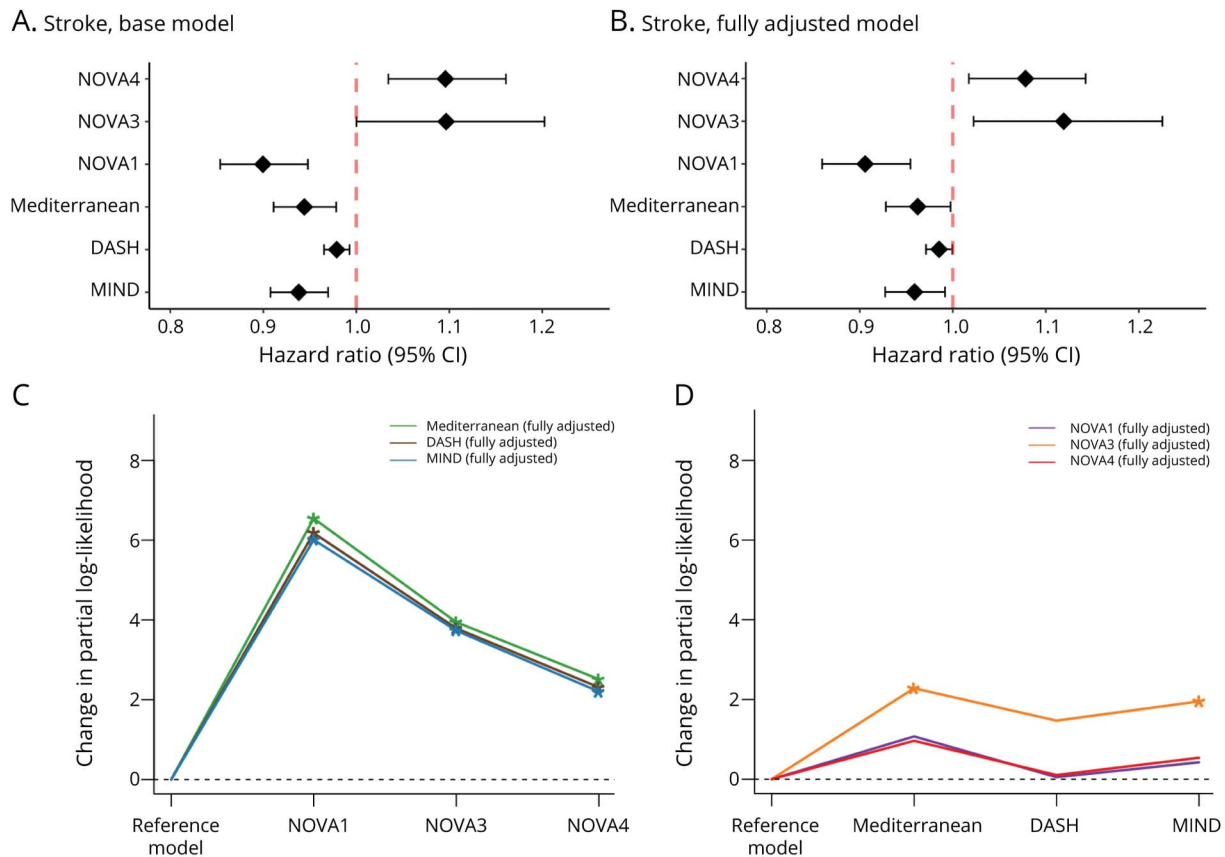 A. Stroke, base model
NOVA4
NOVA3
NOVA1
Mediterranean
DASH
MIND
0.8 0.9 1.0 1.1 1.2
Hazard ratio (95% CI)
B. Stroke, fully adjusted model
NOVA4
NOVA3
NOVA1
Mediterranean
DASH
MIND
0.8 0.9 1.0 1.1 1.2
Hazard ratio (95% CI)
C
Mediterranean (fully adjusted)
DASH (fully adjusted)
MIND (fully adjusted)
Change in partial log-likelihood
8
6
4
2
0
Reference model NOVA1 NOVA3 NOVA4
D
NOVA1 (fully adjusted)
NOVA3 (fully adjusted)
NOVA4 (fully adjusted)
Change in partial log-likelihood
8
6
4
2
0
Reference model Mediterranean DASH MIND